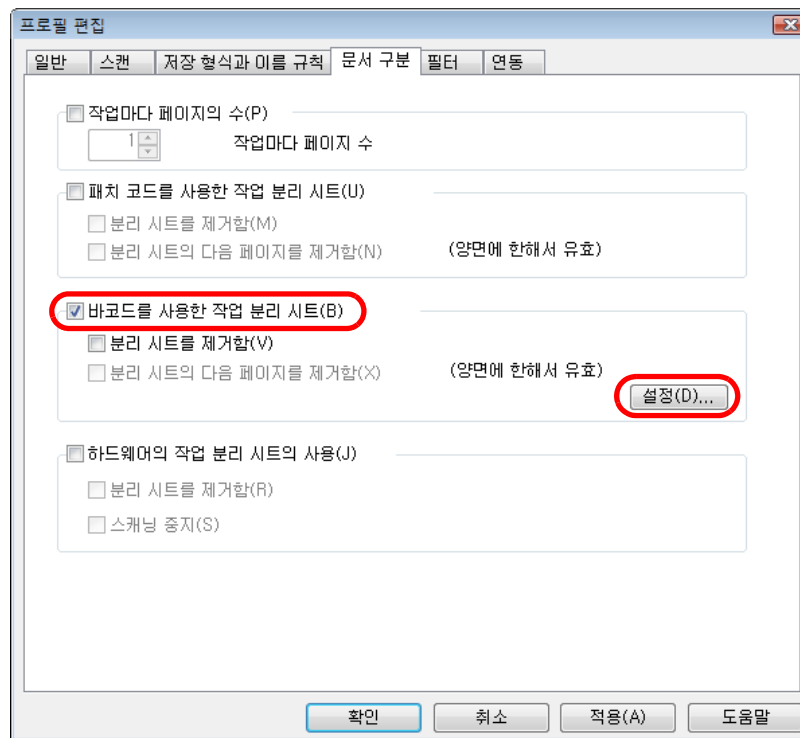 프로필 편집
일반 스캔 저장 형식과 이름 규칙 문서 구분 필터 연동
작업마다 페이지의 수(P)
1 작업마다 페이지 수
패치 코드를 사용한 작업 분리 시트(U)
분리 시트를 제거함(M)
분리 시트의 다음 페이지를 제거함(N) (양면에 한해서 유효)
바코드를 사용한 작업 분리 시트(B)
분리 시트를 제거함(V)
분리 시트의 다음 페이지를 제거함(X) (양면에 한해서 유효)
설정(D)...
하드웨어의 작업 분리 시트의 사용(J)
분리 시트를 제거함(R)
스캐닝 중지(S)
확인 취소 적용(A) 도움말